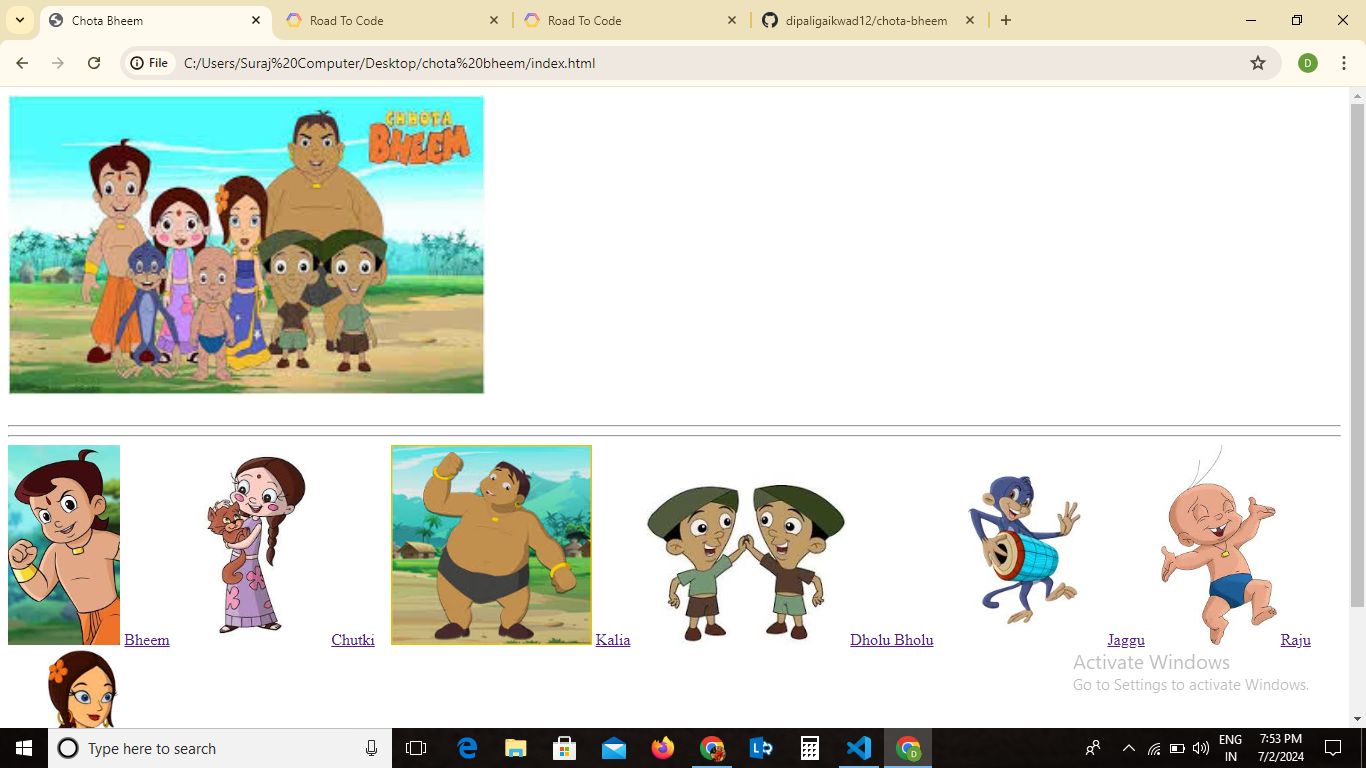 Chota Bheem
Road To Code
Road To Code
dipaligaikwad12/chota-bheem
File
C:/Users/Suraj%20Computer/Desktop/chota%20bheem/index.html
D
CHHOTA
BHEEM
Bheem
Chutki
Kalia
Dholu Bholu
Jaggu
Raju
Activate Windows
Go to Settings to activate Windows.
Type here to search
ENG
IN
7:53 PM
7/2/2024